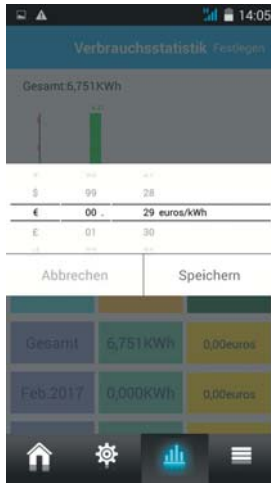 14:05
Verbrauchsstatistik Festlegen
Gesamt:6,751KWh
$ 99 28
€ 00 . 29 euros/kWh
£ 01 30
Abbrechen Speichern
Gesamt 6,751KWh 0,00euros
Feb.2017 0,000KWh 0,00euros